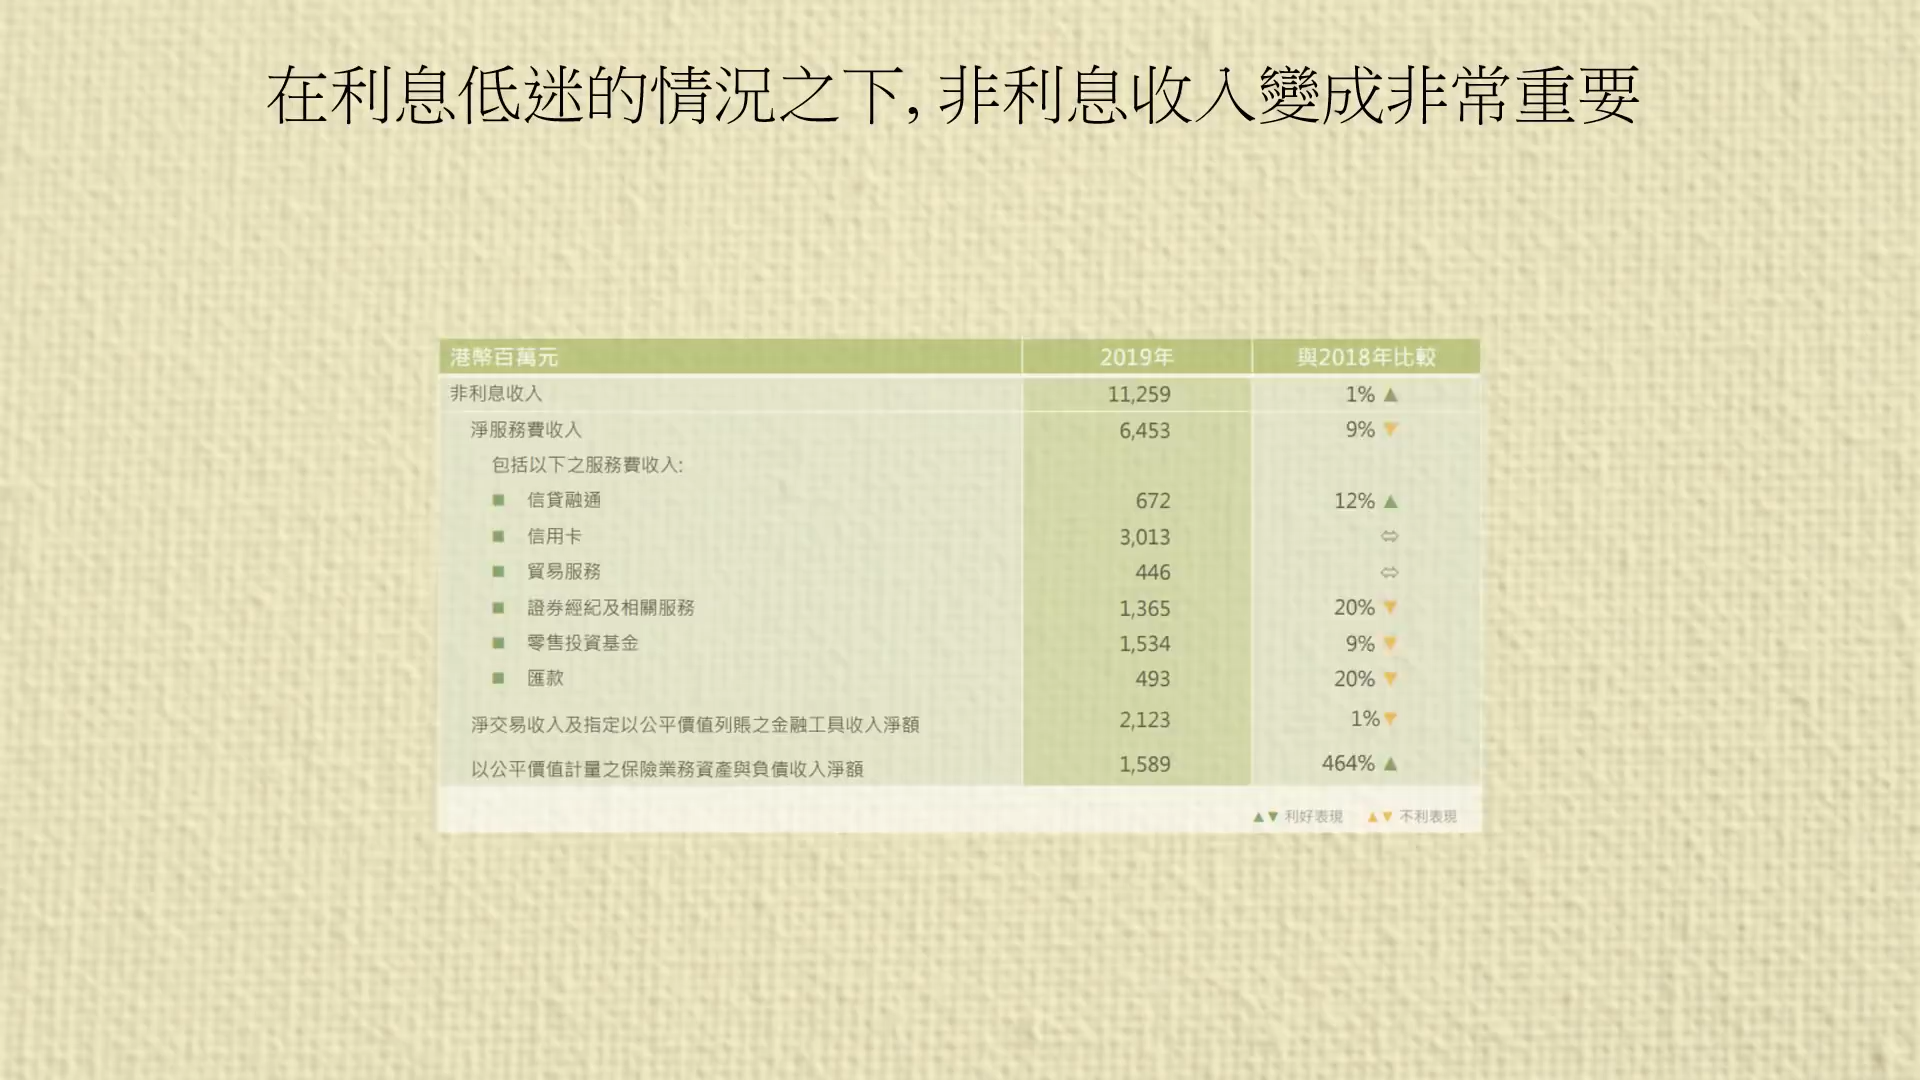 在利息低迷的情況之下,非利息收入變成非常重要
港幣百萬元 2019年 與2018年比較
非利息收入 11,259 1% ▲
淨服務費收入 6,453 9% ▼
包括以下之服務費收入:
■ 信貸融通 672 12% ▲
■ 信用卡 3,013 ⇔
■ 貿易服務 446 ⇔
■ 證券經紀及相關服務 1,365 20% ▼
■ 零售投資基金 1,534 9% ▼
■ 匯款 493 20% ▼
淨交易收入及指定以公平價值列賬之金融工具收入淨額 2,123 1% ▼
以公平價值計量之保險業務資產與負債收入淨額 1,589 464% ▲
▲▼ 利好表現 ▲▼ 不利表現